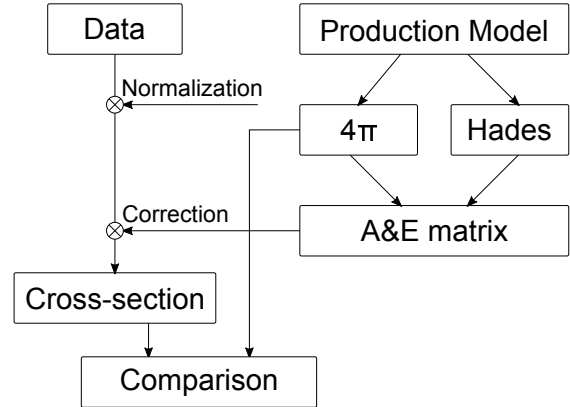 Data
Production Model
Normalization
4π
Hades
Correction
A&E matrix
Cross-section
Comparison